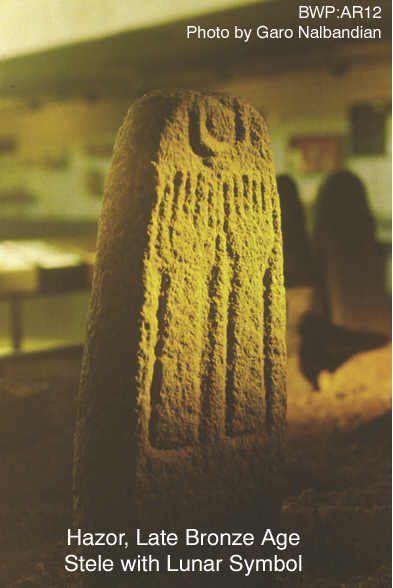 BWP:AR12
Photo by Garo Nalbandian
Hazor, Late Bronze Age
Stele with Lunar Symbol